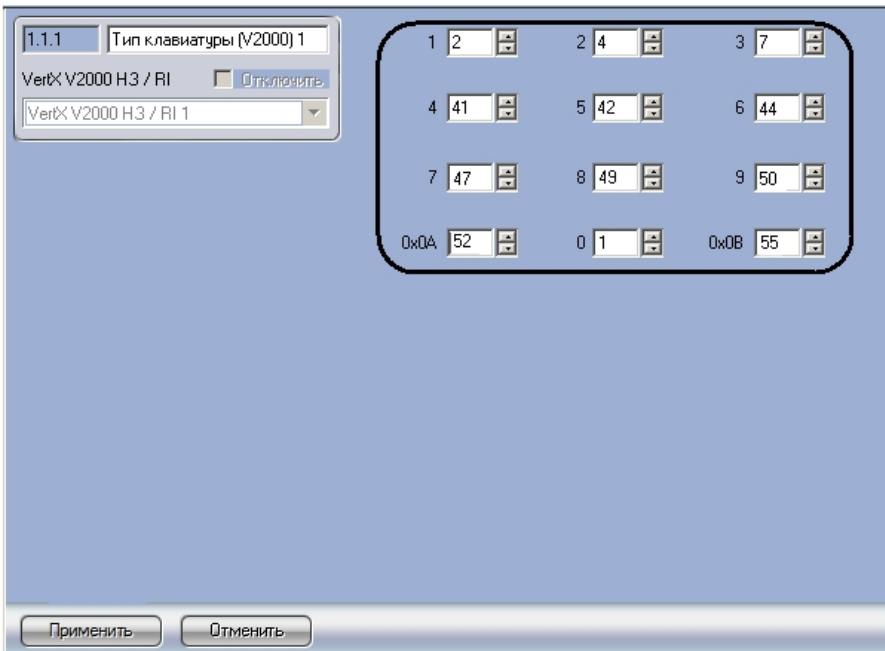 1.1.1 Тип клавиатуры (V2000) 1
VertX V2000 НЗ / RI Отключить
VertX V2000 НЗ / RI 1
1 2 2 4 3 7
4 41 5 42 6 44
7 47 8 49 9 50
0x0A 52 0 1 0x0B 55
Применить Отменить